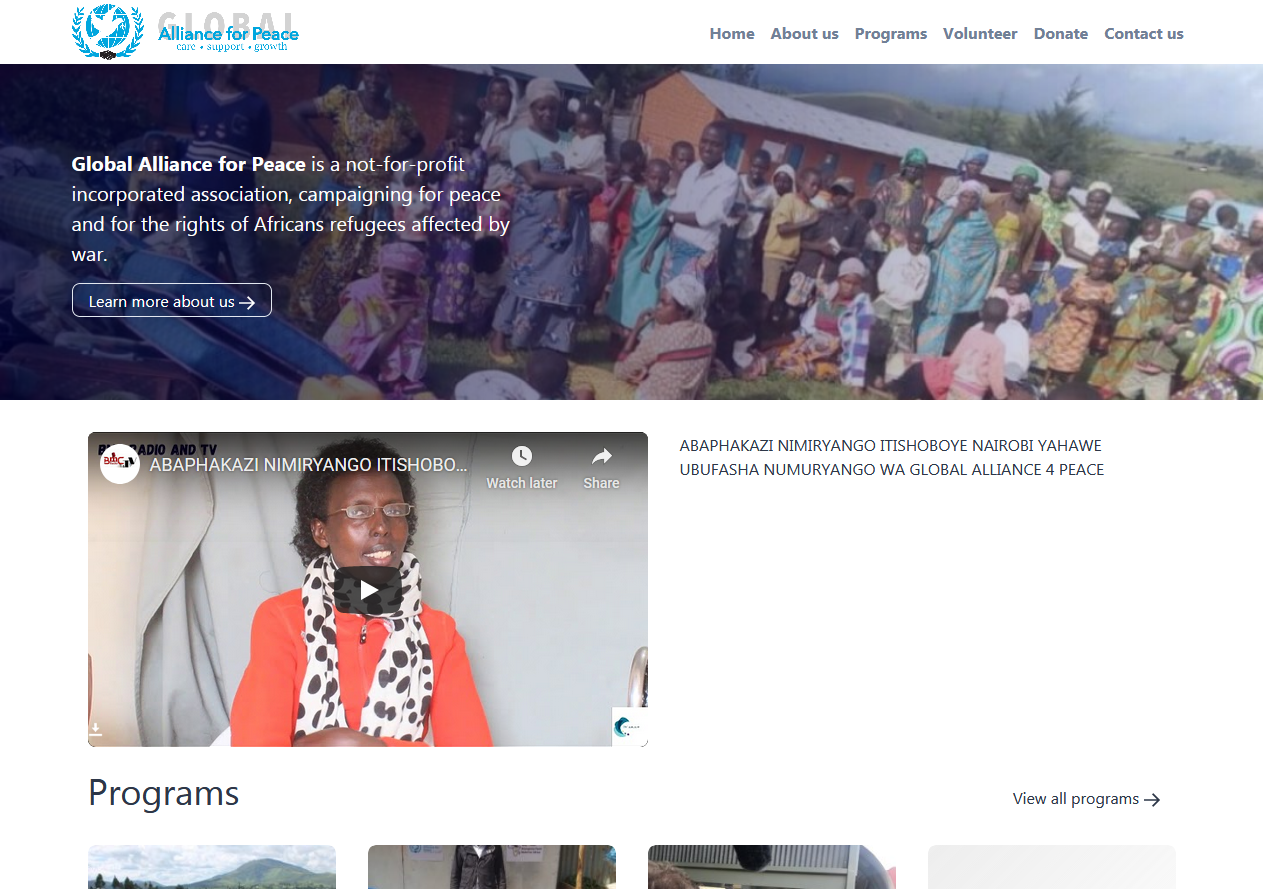 GLOBAL
Alliance for Peace
care • support • growth
Home About us Programs Volunteer Donate Contact us
Global Alliance for Peace is a not-for-profit
incorporated association, campaigning for peace
and for the rights of Africans refugees affected by
war.
Learn more about us →
RADIO AND TV
ABAPHAKAZI NIMIRYANGO ITISHOBO...
Watch later Share
ABAPHAKAZI NIMIRYANGO ITISHOBOYE NAIROBI YAHAWE
UBUFASHA NUMURYANGO WA GLOBAL ALLIANCE 4 PEACE
Programs
View all programs →